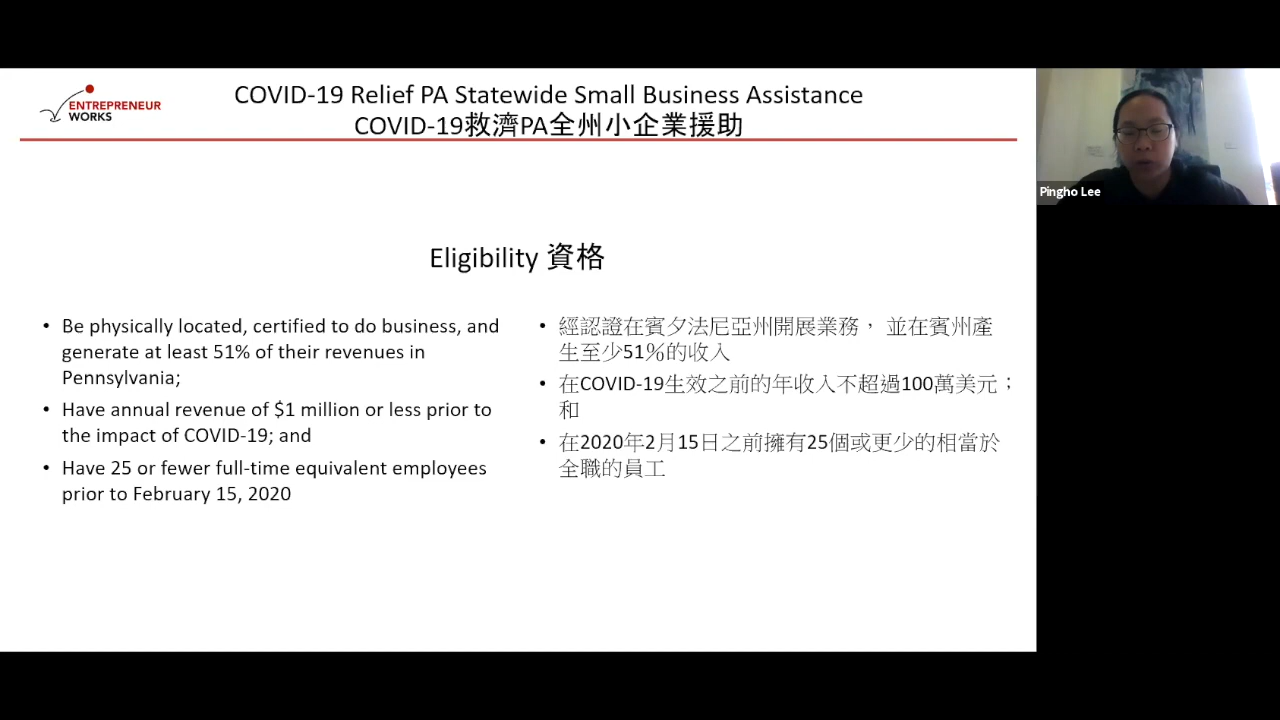 ENTREPRENEUR
WORKS
COVID-19 Relief PA Statewide Small Business Assistance
COVID-19救濟PA全州小企業援助
Pingho Lee
Eligibility 資格
• Be physically located, certified to do business, and
generate at least 51% of their revenues in
Pennsylvania;
• Have annual revenue of $1 million or less prior to
the impact of COVID-19; and
• Have 25 or fewer full-time equivalent employees
prior to February 15, 2020
• 經認證在賓夕法尼亞州開展業務， 並在賓州產
生至少51％的收入
• 在COVID-19生效之前的年收入不超過100萬美元；
和
• 在2020年2月15日之前擁有25個或更少的相當於
全職的員工